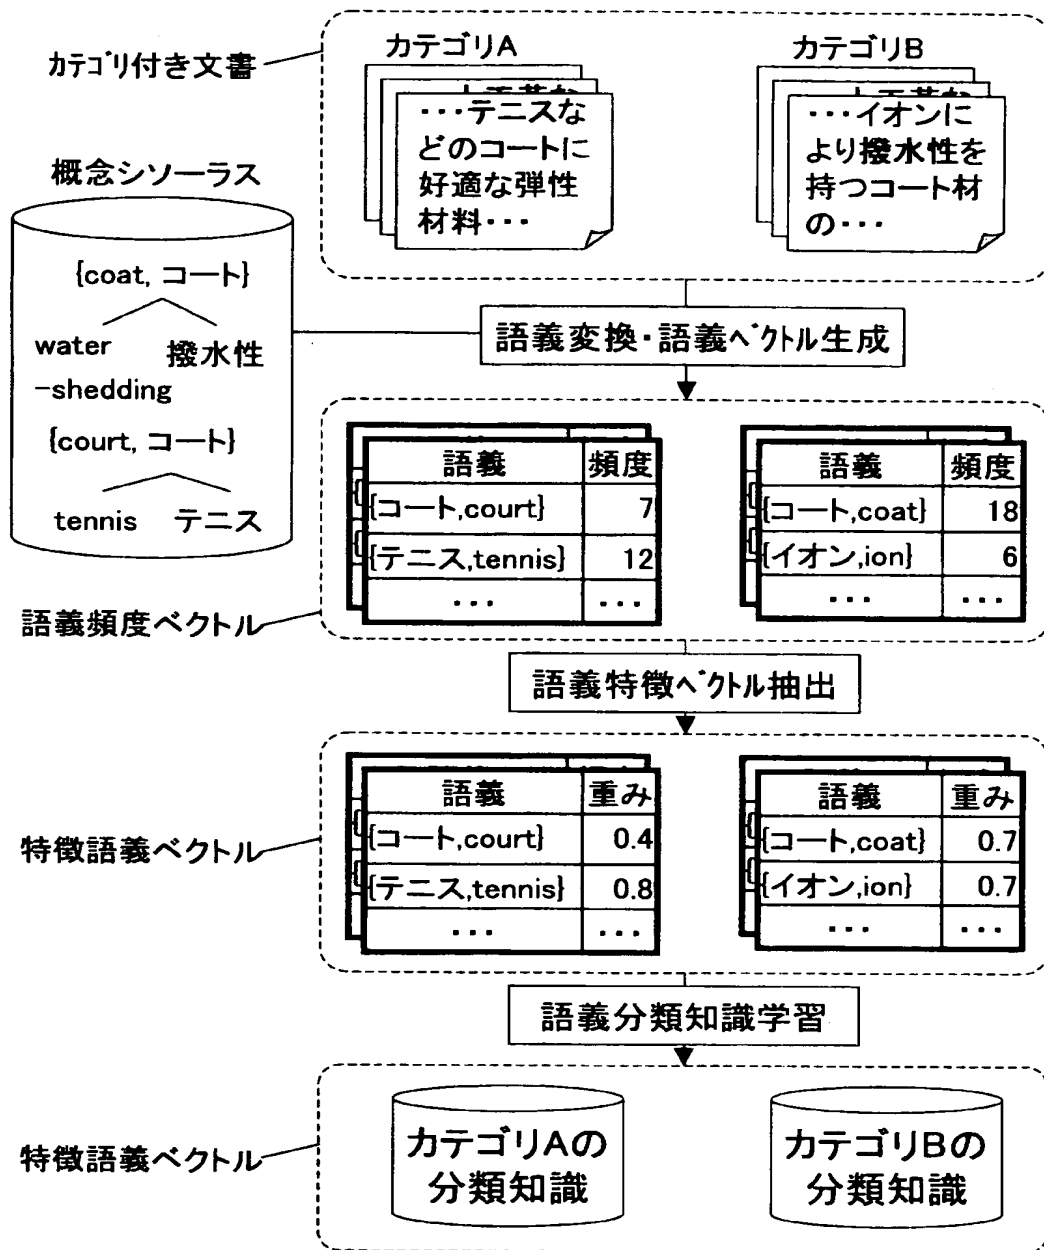 カテゴリ付き文書
カテゴリA
カテゴリB
・・・テニスな
どのコートに
好適な弾性
材料・・・
・・・イオンに
より撥水性を
持つコート材
の・・・
概念シソーラス
{coat, コート}
water
-shedding
撥水性
{court, コート}
tennis
テニス
語義変換・語義ベクトル生成
語義頻度ベクトル
語義 頻度
{コート,court} 7
{テニス,tennis} 12
・・・ ・・・
語義 頻度
{コート,coat} 18
{イオン,ion} 6
・・・ ・・・
語義特徴ベクトル抽出
特徴語義ベクトル
語義 重み
{コート,court} 0.4
{テニス,tennis} 0.8
・・・ ・・・
語義 重み
{コート,coat} 0.7
{イオン,ion} 0.7
・・・ ・・・
語義分類知識学習
特徴語義ベクトル
カテゴリAの
分類知識
カテゴリBの
分類知識